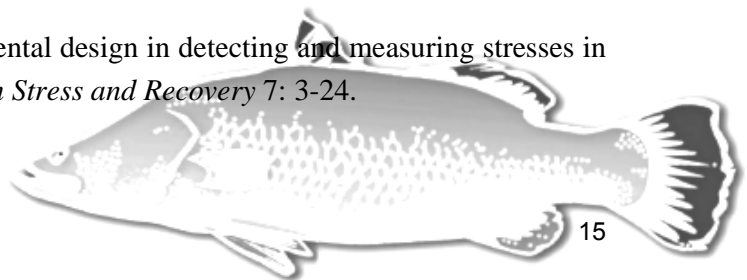 ental design in detecting and measuring stresses in
n Stress and Recovery 7: 3-24.
15